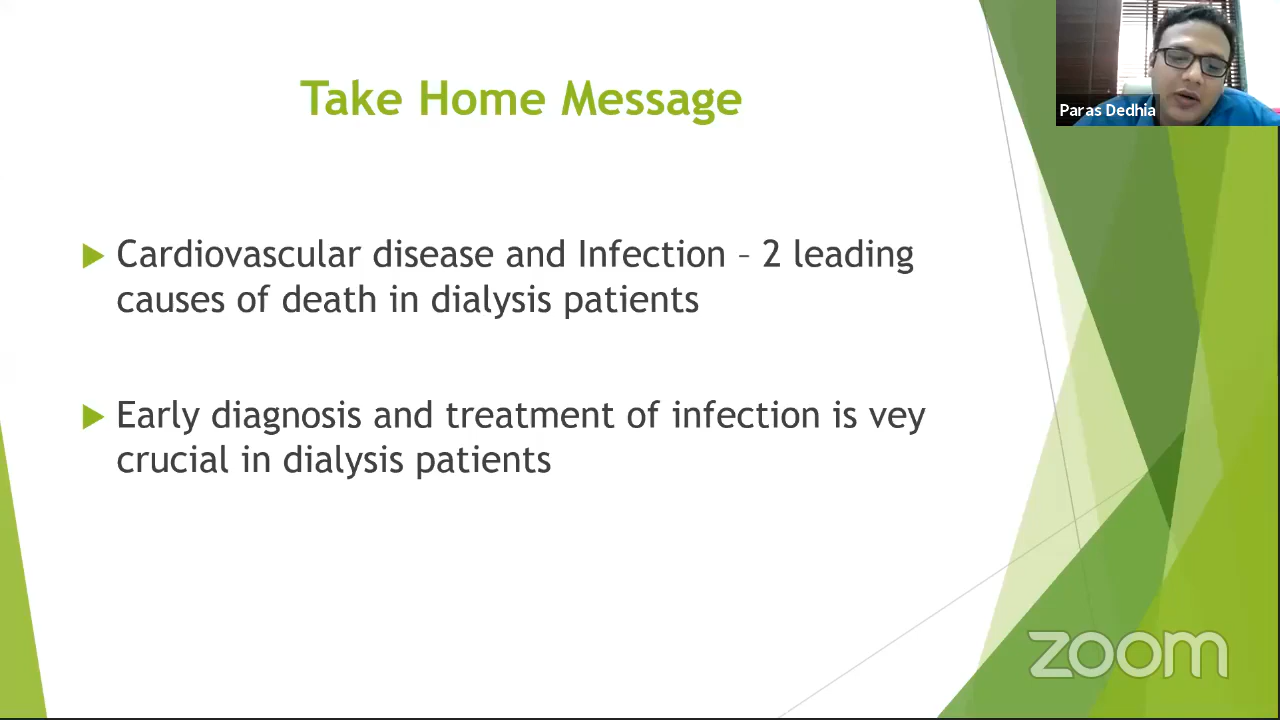 Take Home Message
Paras Dedhia
Cardiovascular disease and Infection – 2 leading
causes of death in dialysis patients
Early diagnosis and treatment of infection is vey
crucial in dialysis patients
zoom